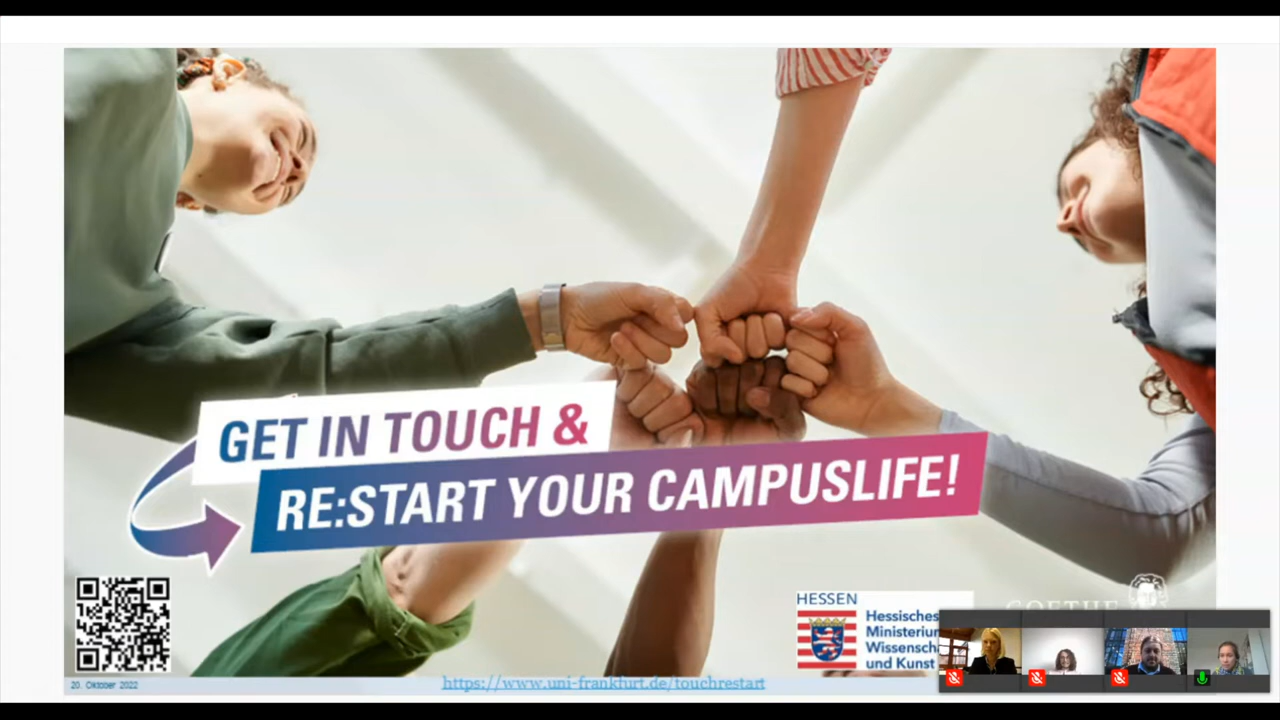 GET IN TOUCH &
RE:START YOUR CAMPUSLIFE!
HESSEN
Hessisches
Wissensch
und Kunst
GOETHE
20. Oktober 2022
https://www.uni-frankfurt.de/touchrestart